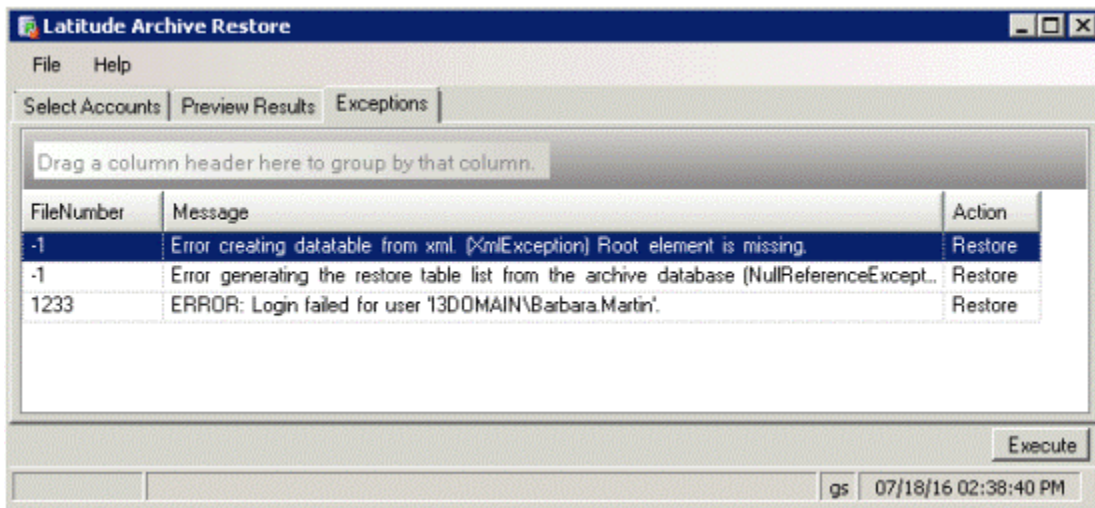 Latitude Archive Restore
File Help
Select Accounts Preview Results Exceptions
Drag a column header here to group by that column.
FileNumber Message Action
-1 Error creating datatable from xml. (XmlException) Root element is missing. Restore
-1 Error generating the restore table list from the archive database (NullReferenceExcept... Restore
1233 ERROR: Login failed for user '13DOMAIN\Barbara.Martin'. Restore
Execute
gs 07/18/16 02:38:40 PM